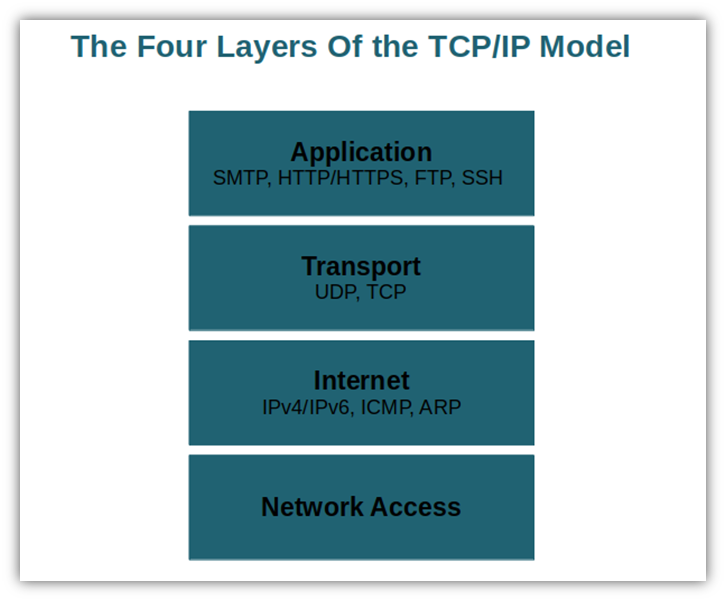 The Four Layers Of the TCP/IP Model
Application
SMTP, HTTP/HTTPS, FTP, SSH
Transport
UDP, TCP
Internet
IPv4/IPv6, ICMP, ARP
Network Access